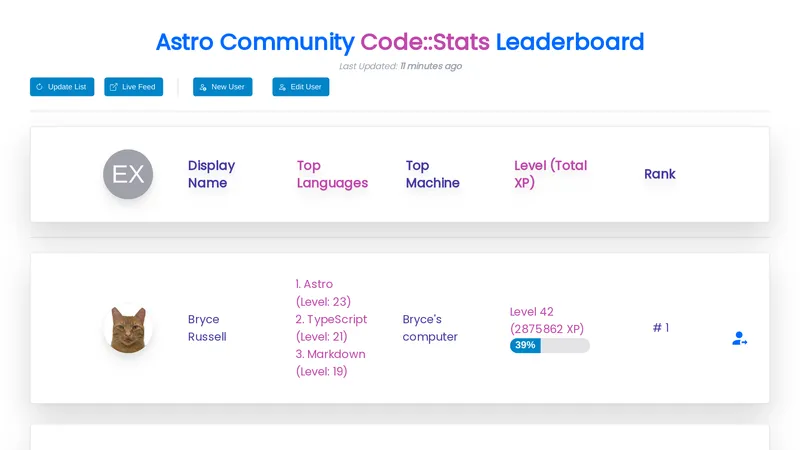 Astro Community Code::Stats Leaderboard
Last Updated: 11 minutes ago
Update List
Live Feed
New User
Edit User
EX
Display
Name
Top
Languages
Top
Machine
Level (Total
XP)
Rank
Bryce
Russell
1. Astro
(Level: 23)
2. TypeScript
(Level: 21)
3. Markdown
(Level: 19)
Bryce's
computer
Level 42
(2875862 XP)
39%
# 1